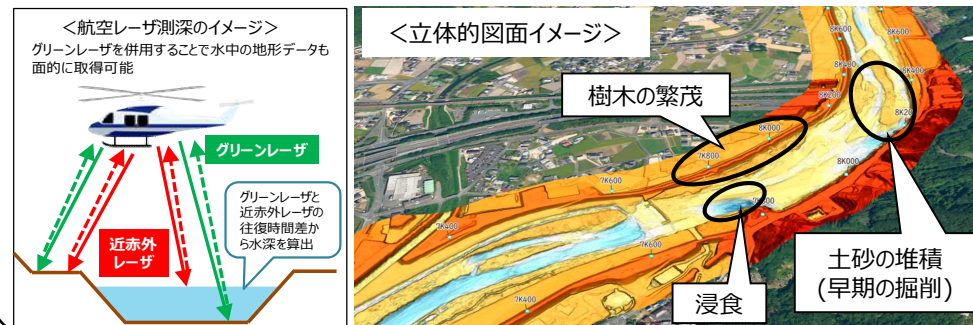 <航空レーザ測深のイメージ>
グリーンレーザを併用することで水中の地形データも
面的に取得可能
グリーンレーザ
グリーンレーザと
近赤外レーザの
往復時間差か
ら水深を算出
近赤外
レーザ
<立体的図面イメージ>
樹木の繁茂
8K600
8K600
8K400
8K400
8K200
8K000
7K800
8K000
7K600
7K400
7K600
7K400
浸食
土砂の堆積
(早期の掘削)